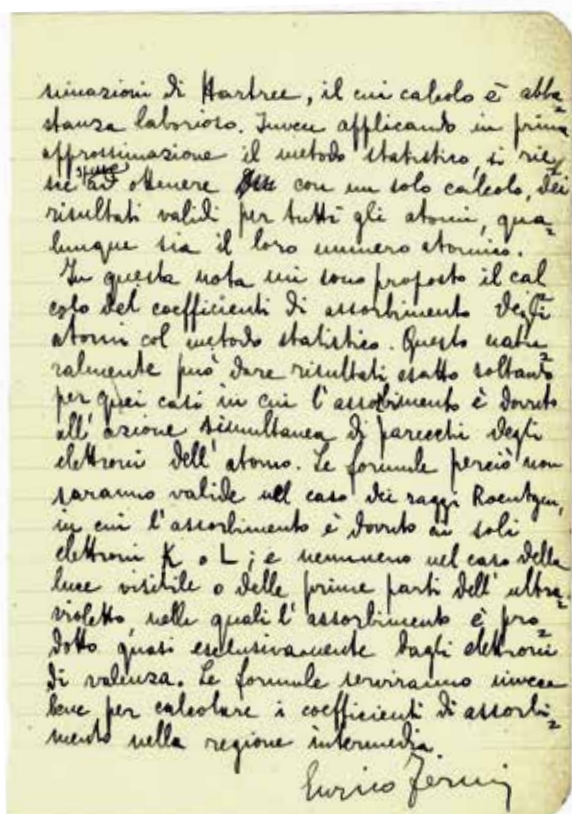 simazioni di Hartree, il cui calcolo è abba=
stanza laborioso. Invece applicando in prima
approssimazione il metodo statistico, si rie=
sce ad ottenere con un solo calcolo, dei
risultati validi per tutti gli atomi, qua=
lunque sia il loro numero atomico.
In questa nota mi sono proposto il cal
colo del coefficienti di assorbimento degli
atomi col metodo statistico. Questo natu=
ralmente può dare risultati esatto soltanto
per quei casi in cui l'assorbimento è dovuto
all'azione simultanea di parecchi degli
elettroni dell'atomo. Le formule perciò non
saranno valide nel caso dei raggi Roentgen,
in cui l'assorbimento è dovuto ai soli
elettroni K o L; e nemmeno nel caso della
luce visibile o delle prime parti dell'ultra=
violetto, nelle quali l'assorbimento è pro=
dotto quasi esclusivamente dagli elettroni
di valenza. Le formule serviranno invece
bene per calcolare i coefficienti di assorbi=
mento nella regione intermedia.
Enrico Fermi